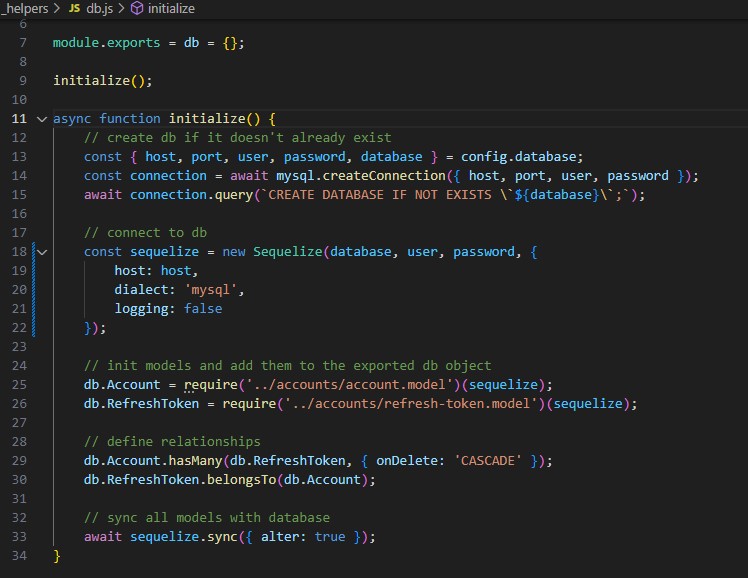 _helpers > JS db.js > initialize
6
7 module.exports = db = {};
8
9 initialize();
10
11 async function initialize() {
12 // create db if it doesn't already exist
13 const { host, port, user, password, database } = config.database;
14 const connection = await mysql.createConnection({ host, port, user, password });
15 await connection.query(`CREATE DATABASE IF NOT EXISTS \`${database}\`;`);
16
17 // connect to db
18 const sequelize = new Sequelize(database, user, password, {
19 host: host,
20 dialect: 'mysql',
21 logging: false
22 });
23
24 // init models and add them to the exported db object
25 db.Account = require('../accounts/account.model')(sequelize);
26 db.RefreshToken = require('../accounts/refresh-token.model')(sequelize);
27
28 // define relationships
29 db.Account.hasMany(db.RefreshToken, { onDelete: 'CASCADE' });
30 db.RefreshToken.belongsTo(db.Account);
31
32 // sync all models with database
33 await sequelize.sync({ alter: true });
34 }